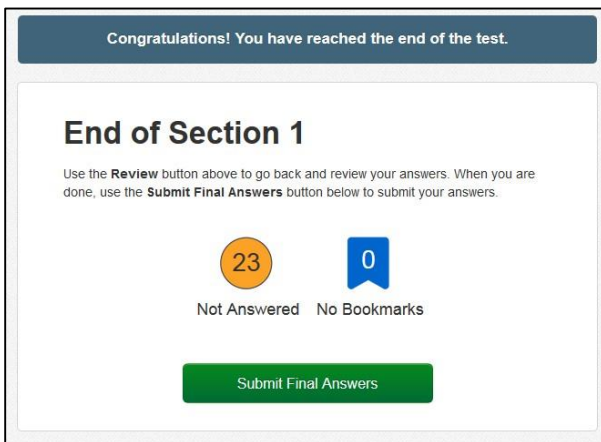 Congratulations! You have reached the end of the test.
End of Section 1
Use the Review button above to go back and review your answers. When you are
done, use the Submit Final Answers button below to submit your answers.
23
0
Not Answered
No Bookmarks
Submit Final Answers